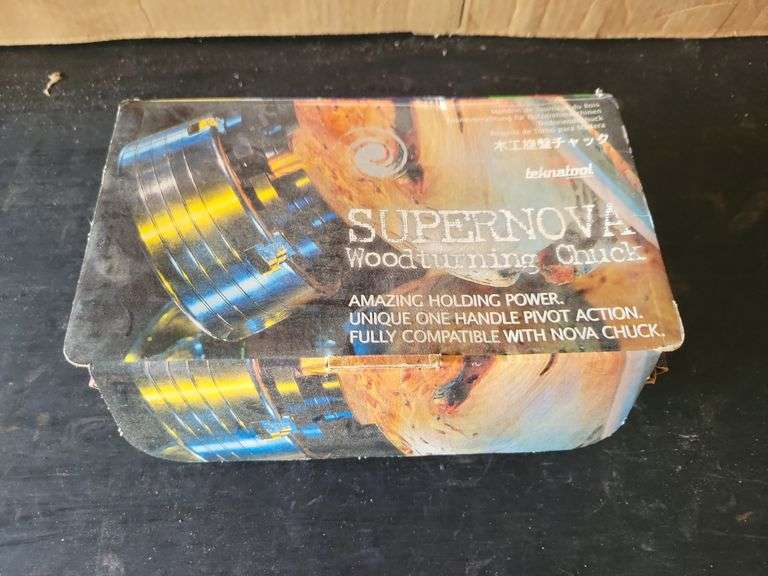 木工旋盤チャック
teknatool
SUPERNOVA
Woodturning Chuck
AMAZING HOLDING POWER.
UNIQUE ONE HANDLE PIVOT ACTION.
FULLY COMPATIBLE WITH NOVA CHUCK.